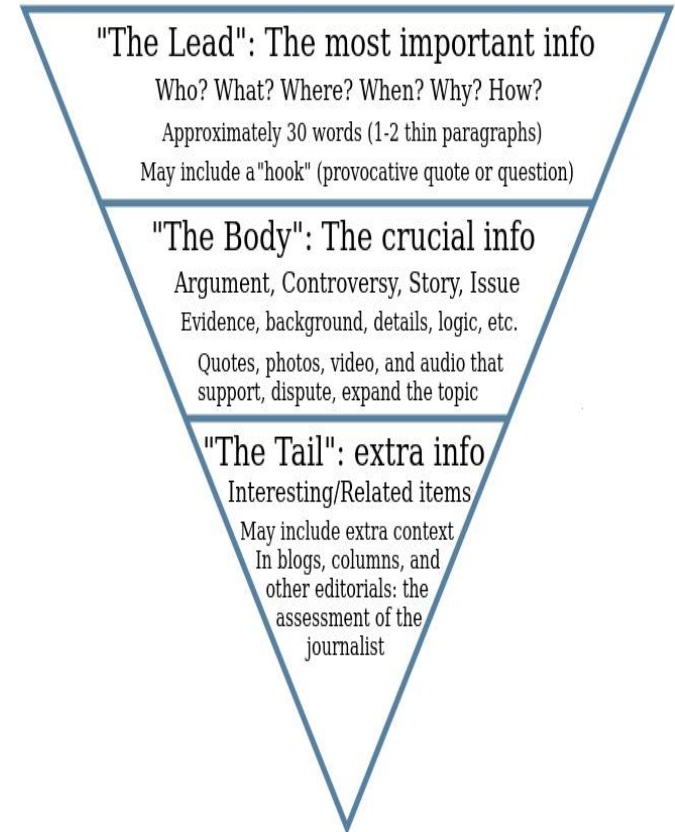 "The Lead": The most important info
Who? What? Where? When? Why? How?
Approximately 30 words (1-2 thin paragraphs)
May include a "hook" (provocative quote or question)
"The Body": The crucial info
Argument, Controversy, Story, Issue
Evidence, background, details, logic, etc.
Quotes, photos, video, and audio that
support, dispute, expand the topic
"The Tail": extra info
Interesting/Related items
May include extra context
In blogs, columns, and
other editorials: the
assessment of the
journalist